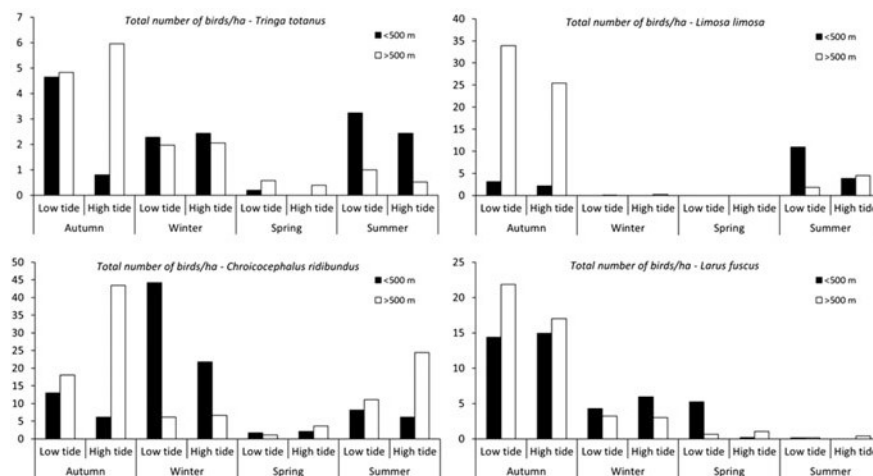 Total number of birds/ha - Tringa totanus
<500 m
>500 m
7
6
5
4
3
2
1
0
Low tide High tide Low tide High tide Low tide High tide Low tide High tide
Autumn Winter Spring Summer
Total number of birds/ha - Limosa limosa
<500 m
>500 m
40
35
30
25
20
15
10
5
0
Low tide High tide Low tide High tide Low tide High tide Low tide High tide
Autumn Winter Spring Summer
Total number of birds/ha - Chroicocephalus ridibundus
<500 m
>500 m
50
45
40
35
30
25
20
15
10
5
0
Low tide High tide Low tide High tide Low tide High tide Low tide High tide
Autumn Winter Spring Summer
Total number of birds/ha - Larus fuscus
<500 m
>500 m
25
20
15
10
5
0
Low tide High tide Low tide High tide Low tide High tide Low tide High tide
Autumn Winter Spring Summer